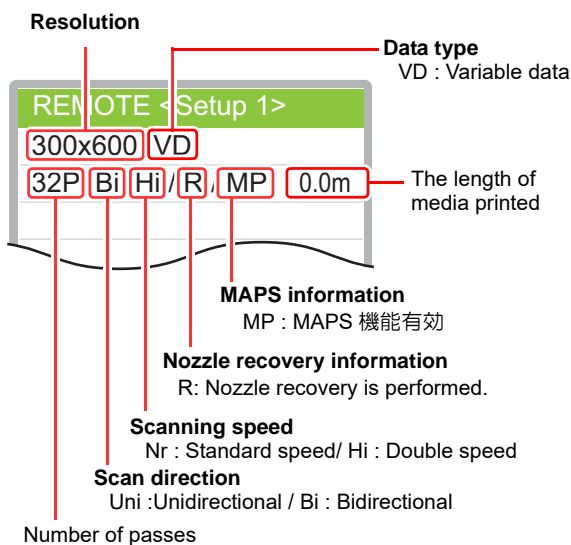 Resolution
Data type
VD : Variable data
REMOTE <Setup 1>
300x600 VD
32P Bi Hi / R / MP 0.0m
The length of
media printed
MAPS information
MP : MAPS 機能有効
Nozzle recovery information
R: Nozzle recovery is performed.
Scanning speed
Nr : Standard speed/ Hi : Double speed
Scan direction
Uni :Unidirectional / Bi : Bidirectional
Number of passes